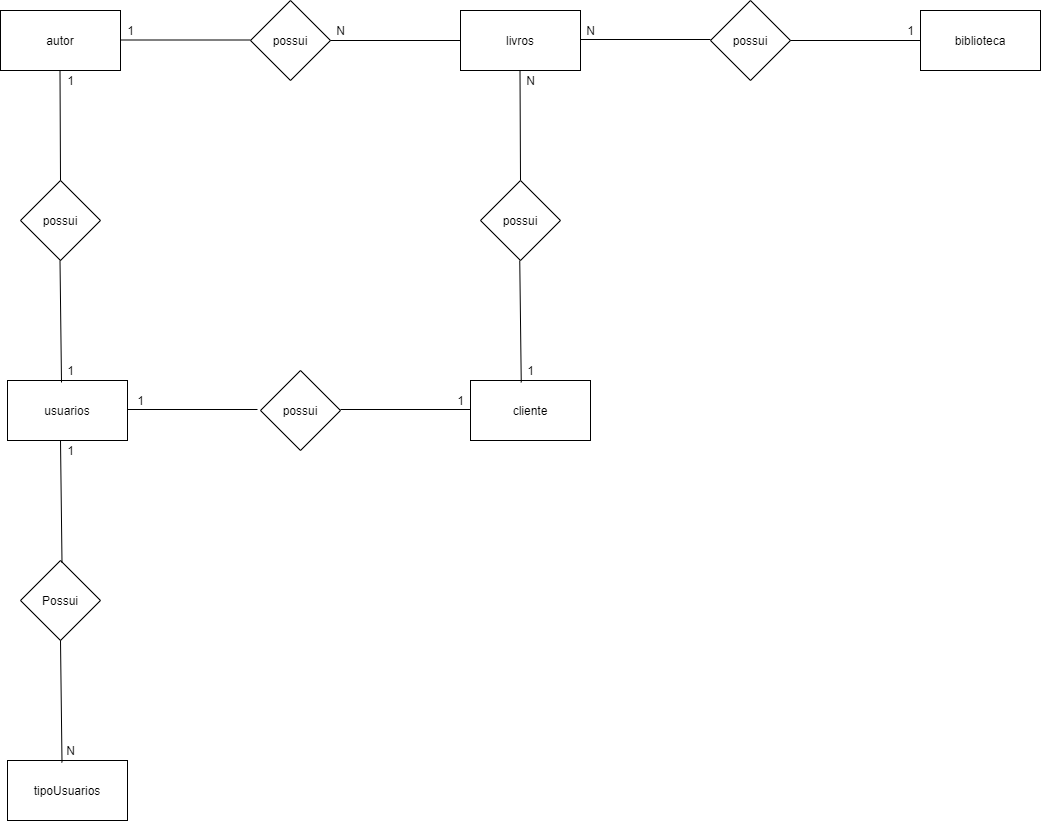 autor
1
possui
N
livros
N
possui
1
biblioteca
1
N
possui
possui
1
1
usuarios
1
possui
1
cliente
1
Possui
N
tipoUsuarios